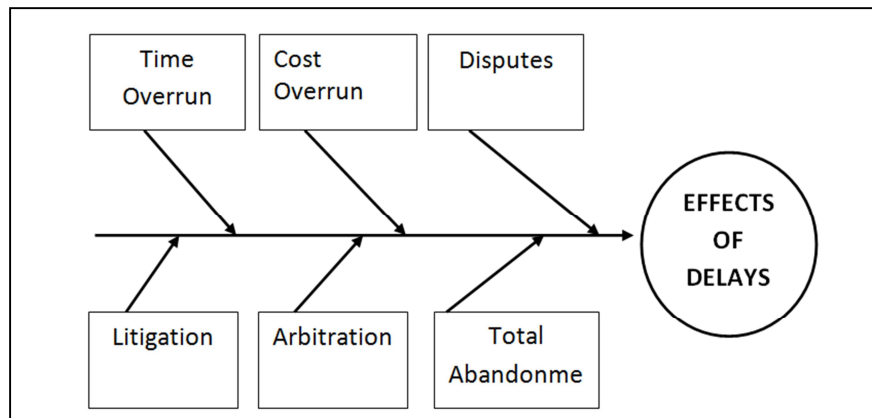 Time
Overrun
Cost
Overrun
Disputes
EFFECTS
OF
DELAYS
Litigation
Arbitration
Total
Abandonme